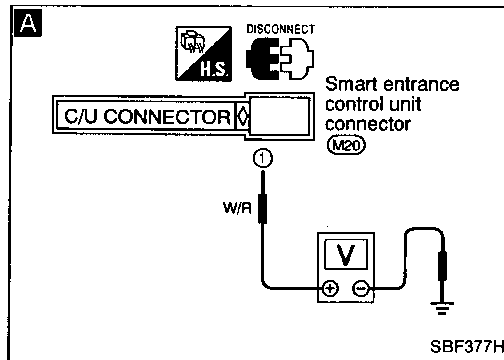 A
DISCONNECT
H.S.
Smart entrance
control unit
connector
M20
C/U CONNECTOR
1
W/R
V
+ −
SBF377H